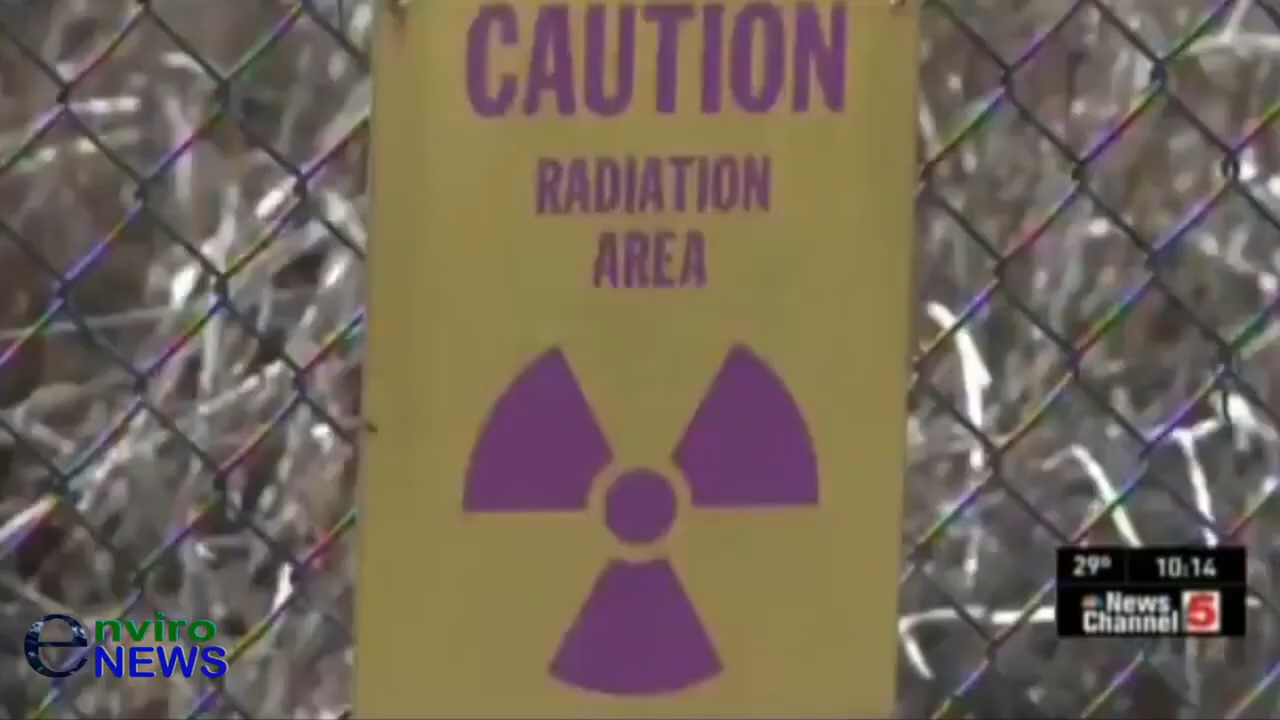 CAUTION
RADIATION
AREA
29° 10:14
News
Channel 5
enviro
NEWS